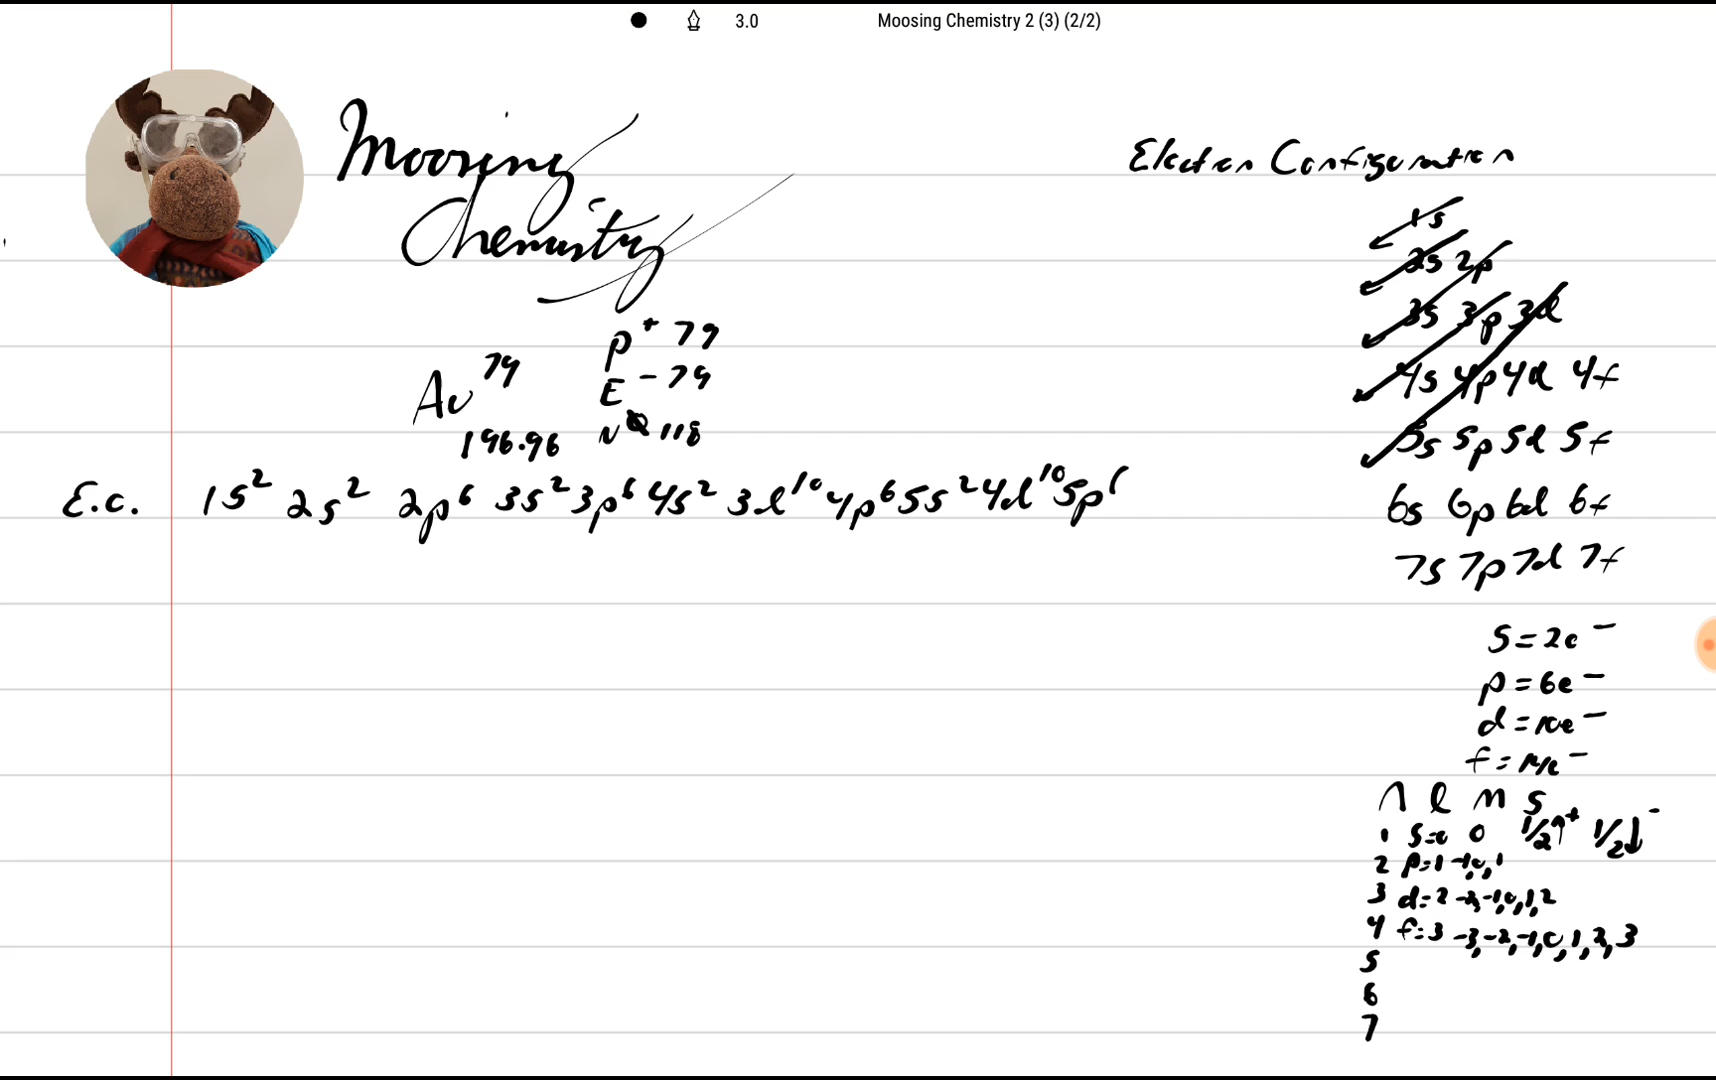 3.0 Moosing Chemistry 2 (3) (2/2)
Moosing
Chemistry
Electron Configuration
1s
2s 2p
3s 3p 3d
4s 4p 4d 4f
5s 5p 5d 5f
6s 6p 6d 6f
7s 7p 7d 7f
Au 79
196.96
p+ 79
E- 79
N 118
E.c. 1s² 2s² 2p⁶ 3s² 3p⁶ 4s² 3d¹⁰ 4p⁶ 5s² 4d¹⁰ 5p
s = 2e⁻
p = 6e⁻
d = 10e⁻
f = 14e⁻
n l m s
1 s=0 0 1/2↑+ 1/2↓-
2 p=1 -1,0,1
3 d=2 -2,-1,0,1,2
4 f=3 -3,-2,-1,0,1,2,3
5
6
7